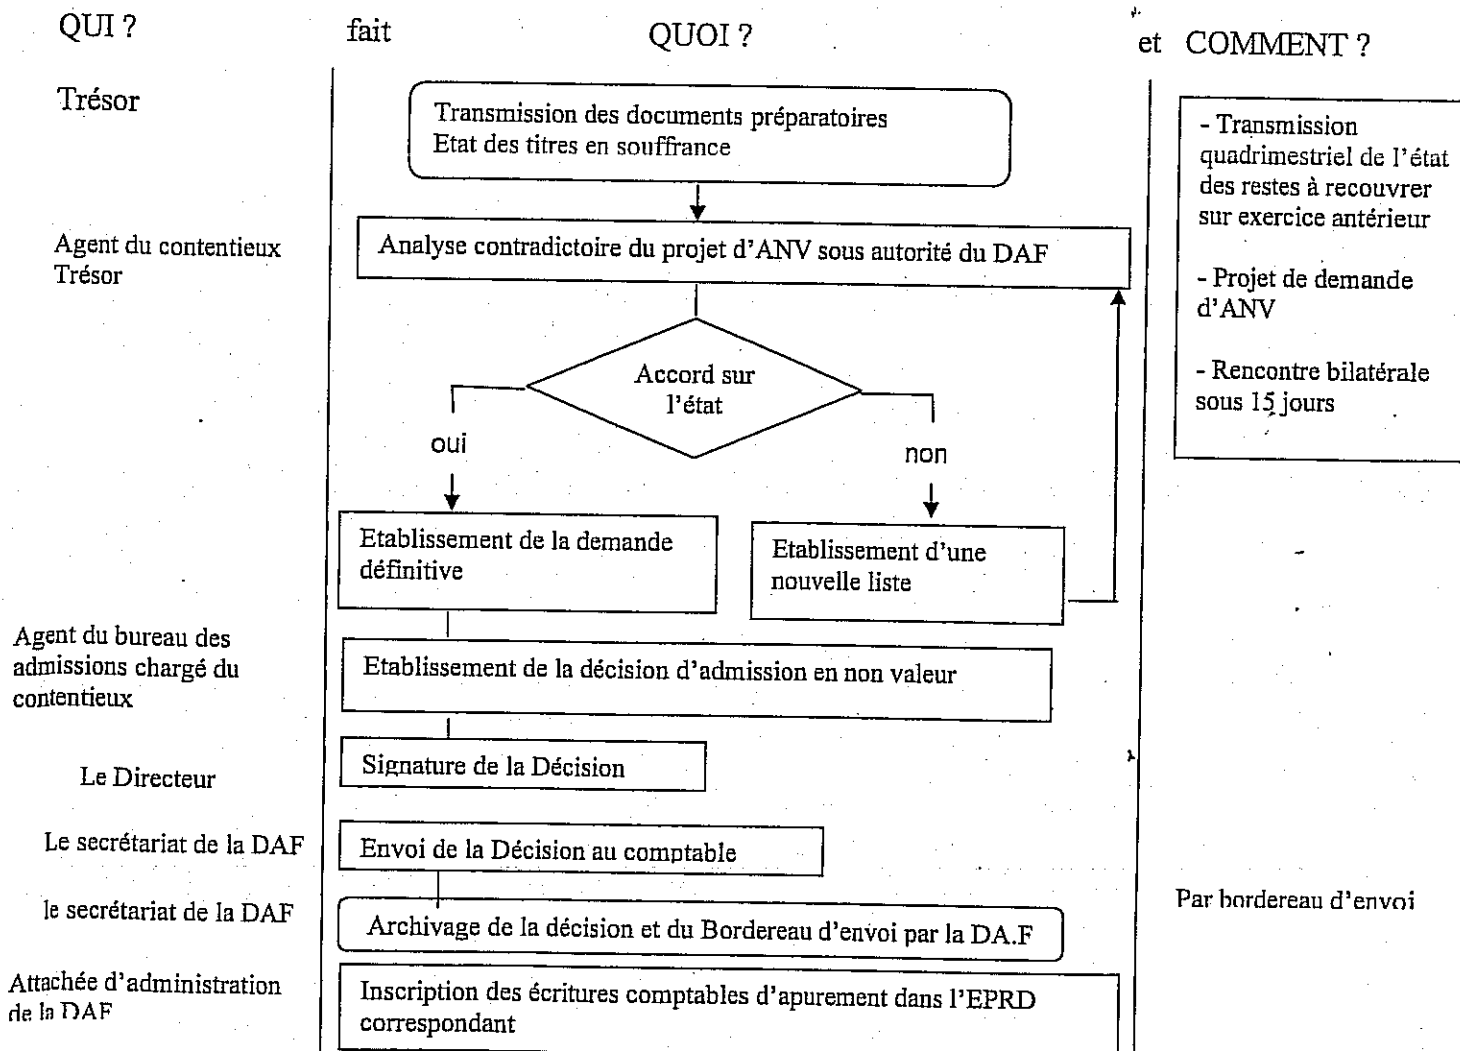 QUI ?
fait
QUOI ?
et COMMENT ?
Trésor
Transmission des documents préparatoires
Etat des titres en souffrance
- Transmission
quadrimestriel de l'état
des restes à recouvrer
sur exercice antérieur
- Projet de demande
d'ANV
- Rencontre bilatérale
sous 15 jours
Agent du contentieux
Trésor
Analyse contradictoire du projet d'ANV sous autorité du DAF
Accord sur
l'état
oui
non
Etablissement de la demande
définitive
Etablissement d'une
nouvelle liste
Agent du bureau des
admissions chargé du
contentieux
Etablissement de la décision d'admission en non valeur
Le Directeur
Signature de la Décision
Le secrétariat de la DAF
Envoi de la Décision au comptable
le secrétariat de la DAF
Archivage de la décision et du Bordereau d'envoi par la DA.F
Par bordereau d'envoi
Attachée d'administration
de la DAF
Inscription des écritures comptables d'apurement dans l'EPRD
correspondant